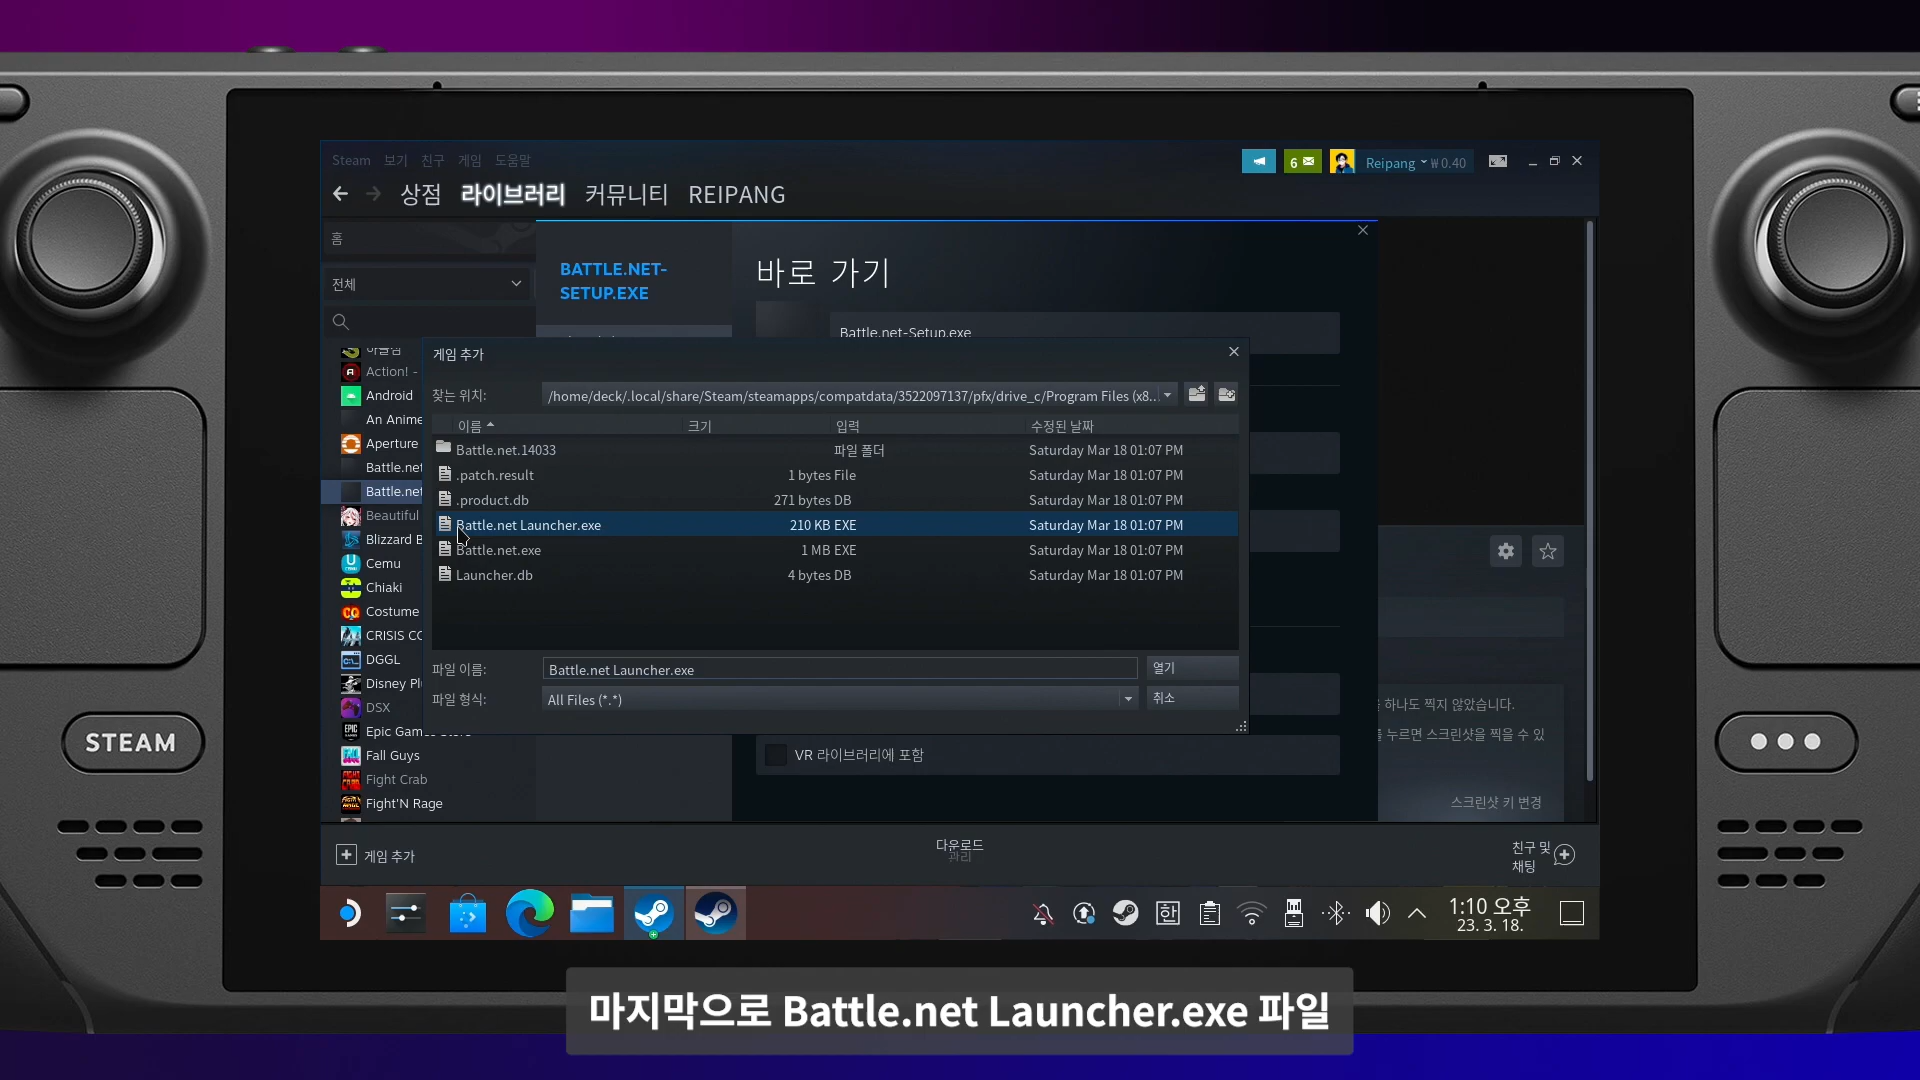 Steam 보기 친구 게임 도움말
6
Reipang ₩ 0.40
상점 라이브러리 커뮤니티 REIPANG
홈
전체
Action! -
Android
An Anime
Aperture
Battle.net
Battle.net
Beautiful
Blizzard B
Cemu
Chiaki
Costume
CRISIS CO
DGGL
Disney Pl
DSX
Epic Games Store
Fall Guys
Fight Crab
Fight'N Rage
BATTLE.NET-
SETUP.EXE
바로 가기
Battle.net-Setup.exe
게임 추가
찾는 위치: /home/deck/.local/share/Steam/steamapps/compatdata/3522097137/pfx/drive_c/Program Files (x8...
이름 크기 입력 수정된 날짜
Battle.net.14033 파일 폴더 Saturday Mar 18 01:07 PM
.patch.result 1 bytes File Saturday Mar 18 01:07 PM
.product.db 271 bytes DB Saturday Mar 18 01:07 PM
Battle.net Launcher.exe 210 KB EXE Saturday Mar 18 01:07 PM
Battle.net.exe 1 MB EXE Saturday Mar 18 01:07 PM
Launcher.db 4 bytes DB Saturday Mar 18 01:07 PM
파일 이름: Battle.net Launcher.exe 열기
파일 형식: All Files (*.*) 취소
VR 라이브러리에 포함
하나도 찍지 않았습니다.
누르면 스크린샷을 찍을 수 있
스크린샷 키 변경
게임 추가
다운로드
관리
친구 및
채팅
한
1:10 오후
23. 3. 18.
STEAM
마지막으로 Battle.net Launcher.exe 파일